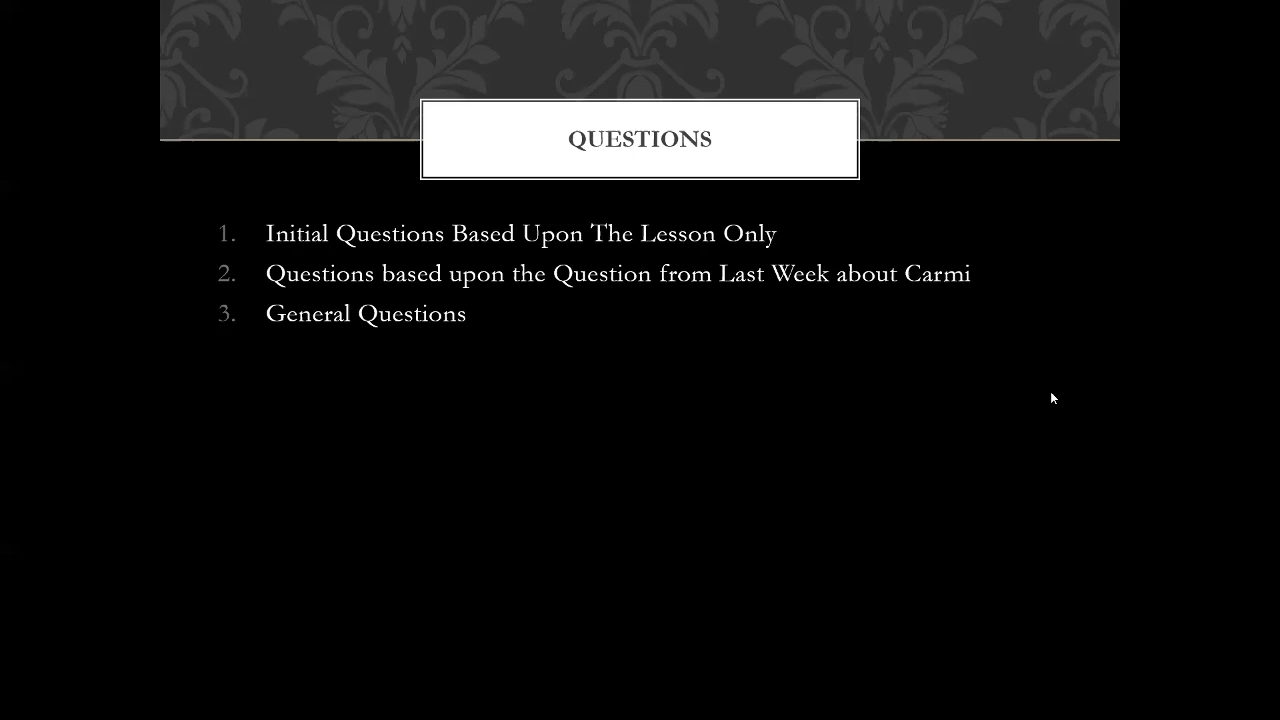 QUESTIONS
1. Initial Questions Based Upon The Lesson Only
2. Questions based upon the Question from Last Week about Carmi
3. General Questions